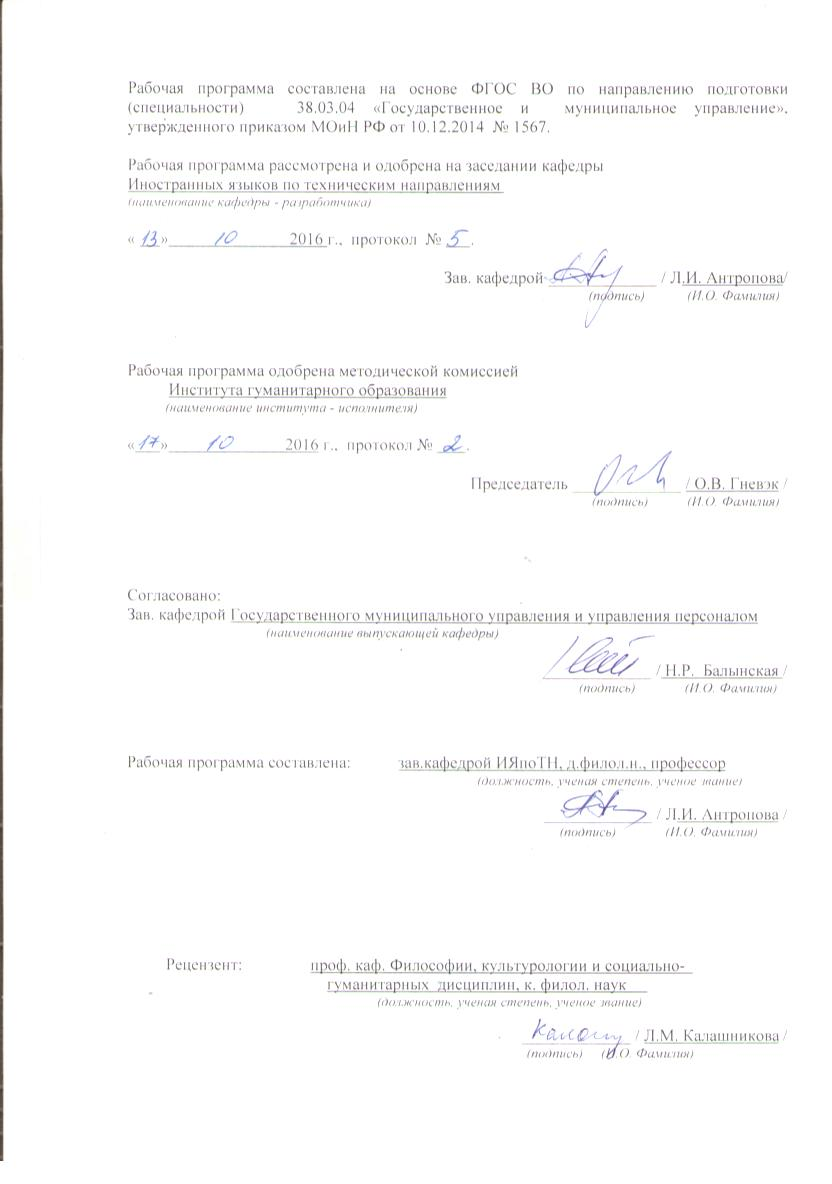 Рабочая программа составлена на основе ФГОС ВО по направлению подготовки
(специальности) 38.03.04 «Государственное и муниципальное управление»,
утвержденного приказом МОиН РФ от 10.12.2014 № 1567.
Рабочая программа рассмотрена и одобрена на заседании кафедры
Иностранных языков по техническим направлениям
(наименование кафедры - разработчика)
« 13 » 10 2016 г., протокол № 5 .
Зав. кафедрой / Л.И. Антропова/
(подпись) (И.О. Фамилия)
Рабочая программа одобрена методической комиссией
Института гуманитарного образования
(наименование института - исполнителя)
« 17 » 10 2016 г., протокол № 2 .
Председатель / О.В. Гневэк /
(подпись) (И.О. Фамилия)
Согласовано:
Зав. кафедрой Государственного муниципального управления и управления персоналом
(наименование выпускающей кафедры)
/ Н.Р. Балынская /
(подпись) (И.О. Фамилия)
Рабочая программа составлена: зав.кафедрой ИЯпоТН, д.филол.н., профессор
(должность, ученая степень, ученое звание)
/ Л.И. Антропова /
(подпись) (И.О. Фамилия)
Рецензент: проф. каф. Философии, культурологии и социально-
гуманитарных дисциплин, к. филол. наук
(должность, ученая степень, ученое звание)
/ Л.М. Калашникова /
(подпись) (И.О. Фамилия)